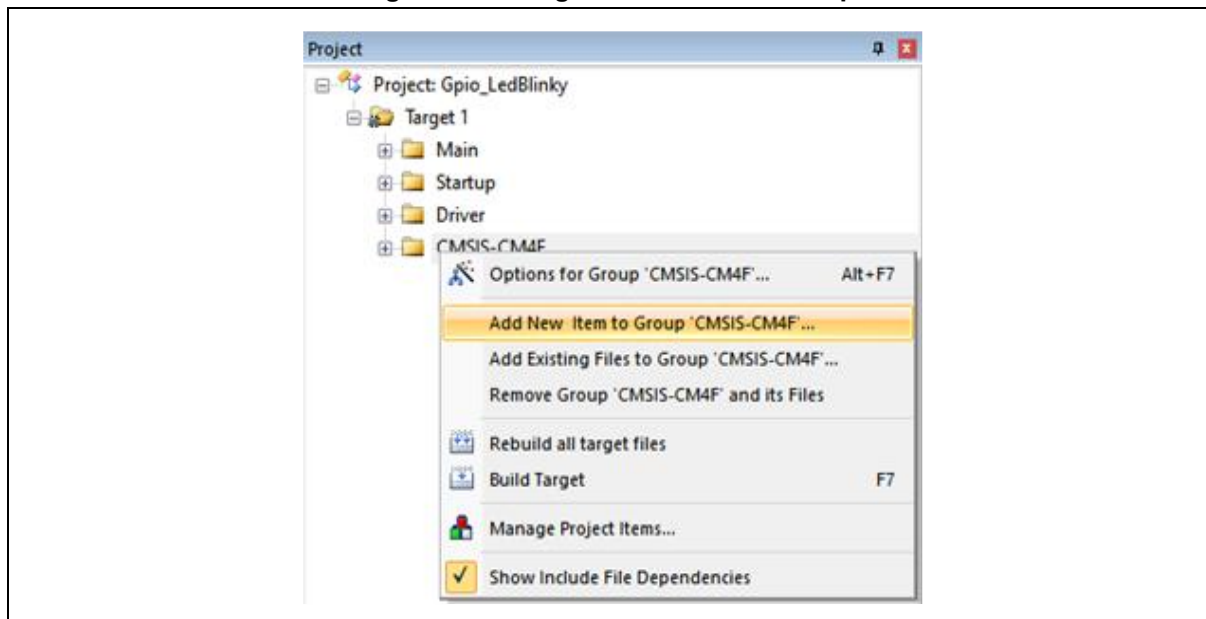 Project
Project: Gpio_LedBlinky
Target 1
Main
Startup
Driver
CMSIS-CM4F
Options for Group 'CMSIS-CM4F'... Alt+F7
Add New Item to Group 'CMSIS-CM4F'...
Add Existing Files to Group 'CMSIS-CM4F'...
Remove Group 'CMSIS-CM4F' and its Files
Rebuild all target files
Build Target F7
Manage Project Items...
Show Include File Dependencies